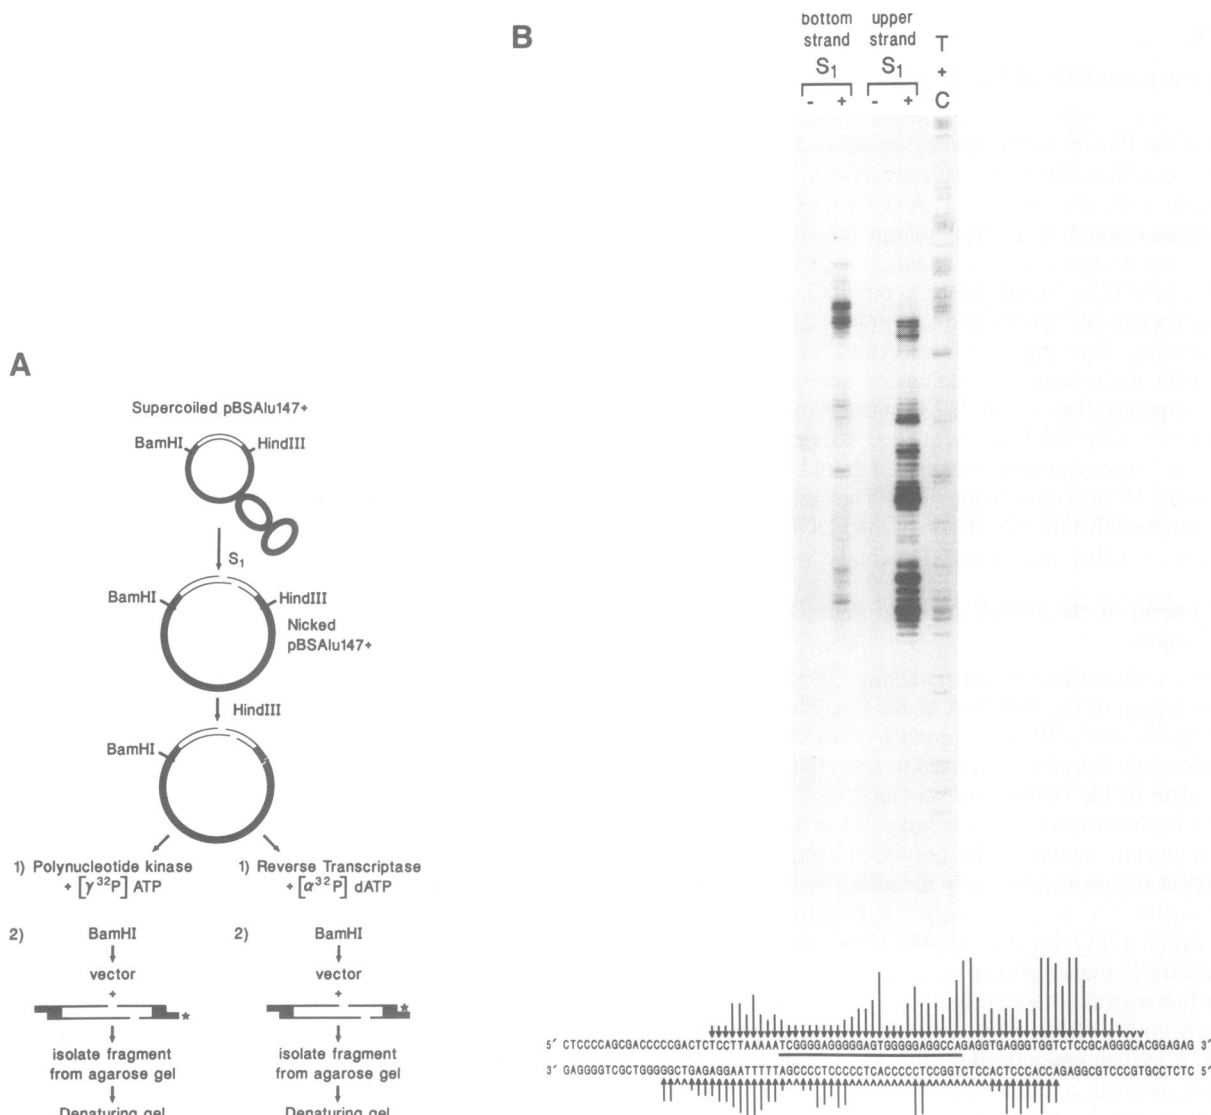 A
Supercoiled pBSAlu147+
BamHI
HindIII
S1
BamHI
HindIII
Nicked
pBSAlu147+
HindIII
BamHI
1) Polynucleotide kinase
+ [γ32P] ATP
1) Reverse Transcriptase
+ [α32P] dATP
2) BamHI
2) BamHI
vector
vector
+
+
*
*
isolate fragment
from agarose gel
isolate fragment
from agarose gel
Denaturing gel
Denaturing gel
B
bottom
strand
upper
strand
S1
S1
- +
- +
T
+
C
5´ CTCCCCAGCGACCCCCGACTCTCCTTAAAAATCGGGGAGGGGGAGTGGGGGAGGCCAGAGGTGAGGGTGGTCTCCGCAGGGCACGGAGAG 3´
3´ GAGGGGTCGCTGGGGGCTGAGAGGAATTTTTAGCCCCTCCCCCTCACCCCCTCCGGTCTCCACTCCCACCAGAGGCGTCCCGTGCCTCTC 5´